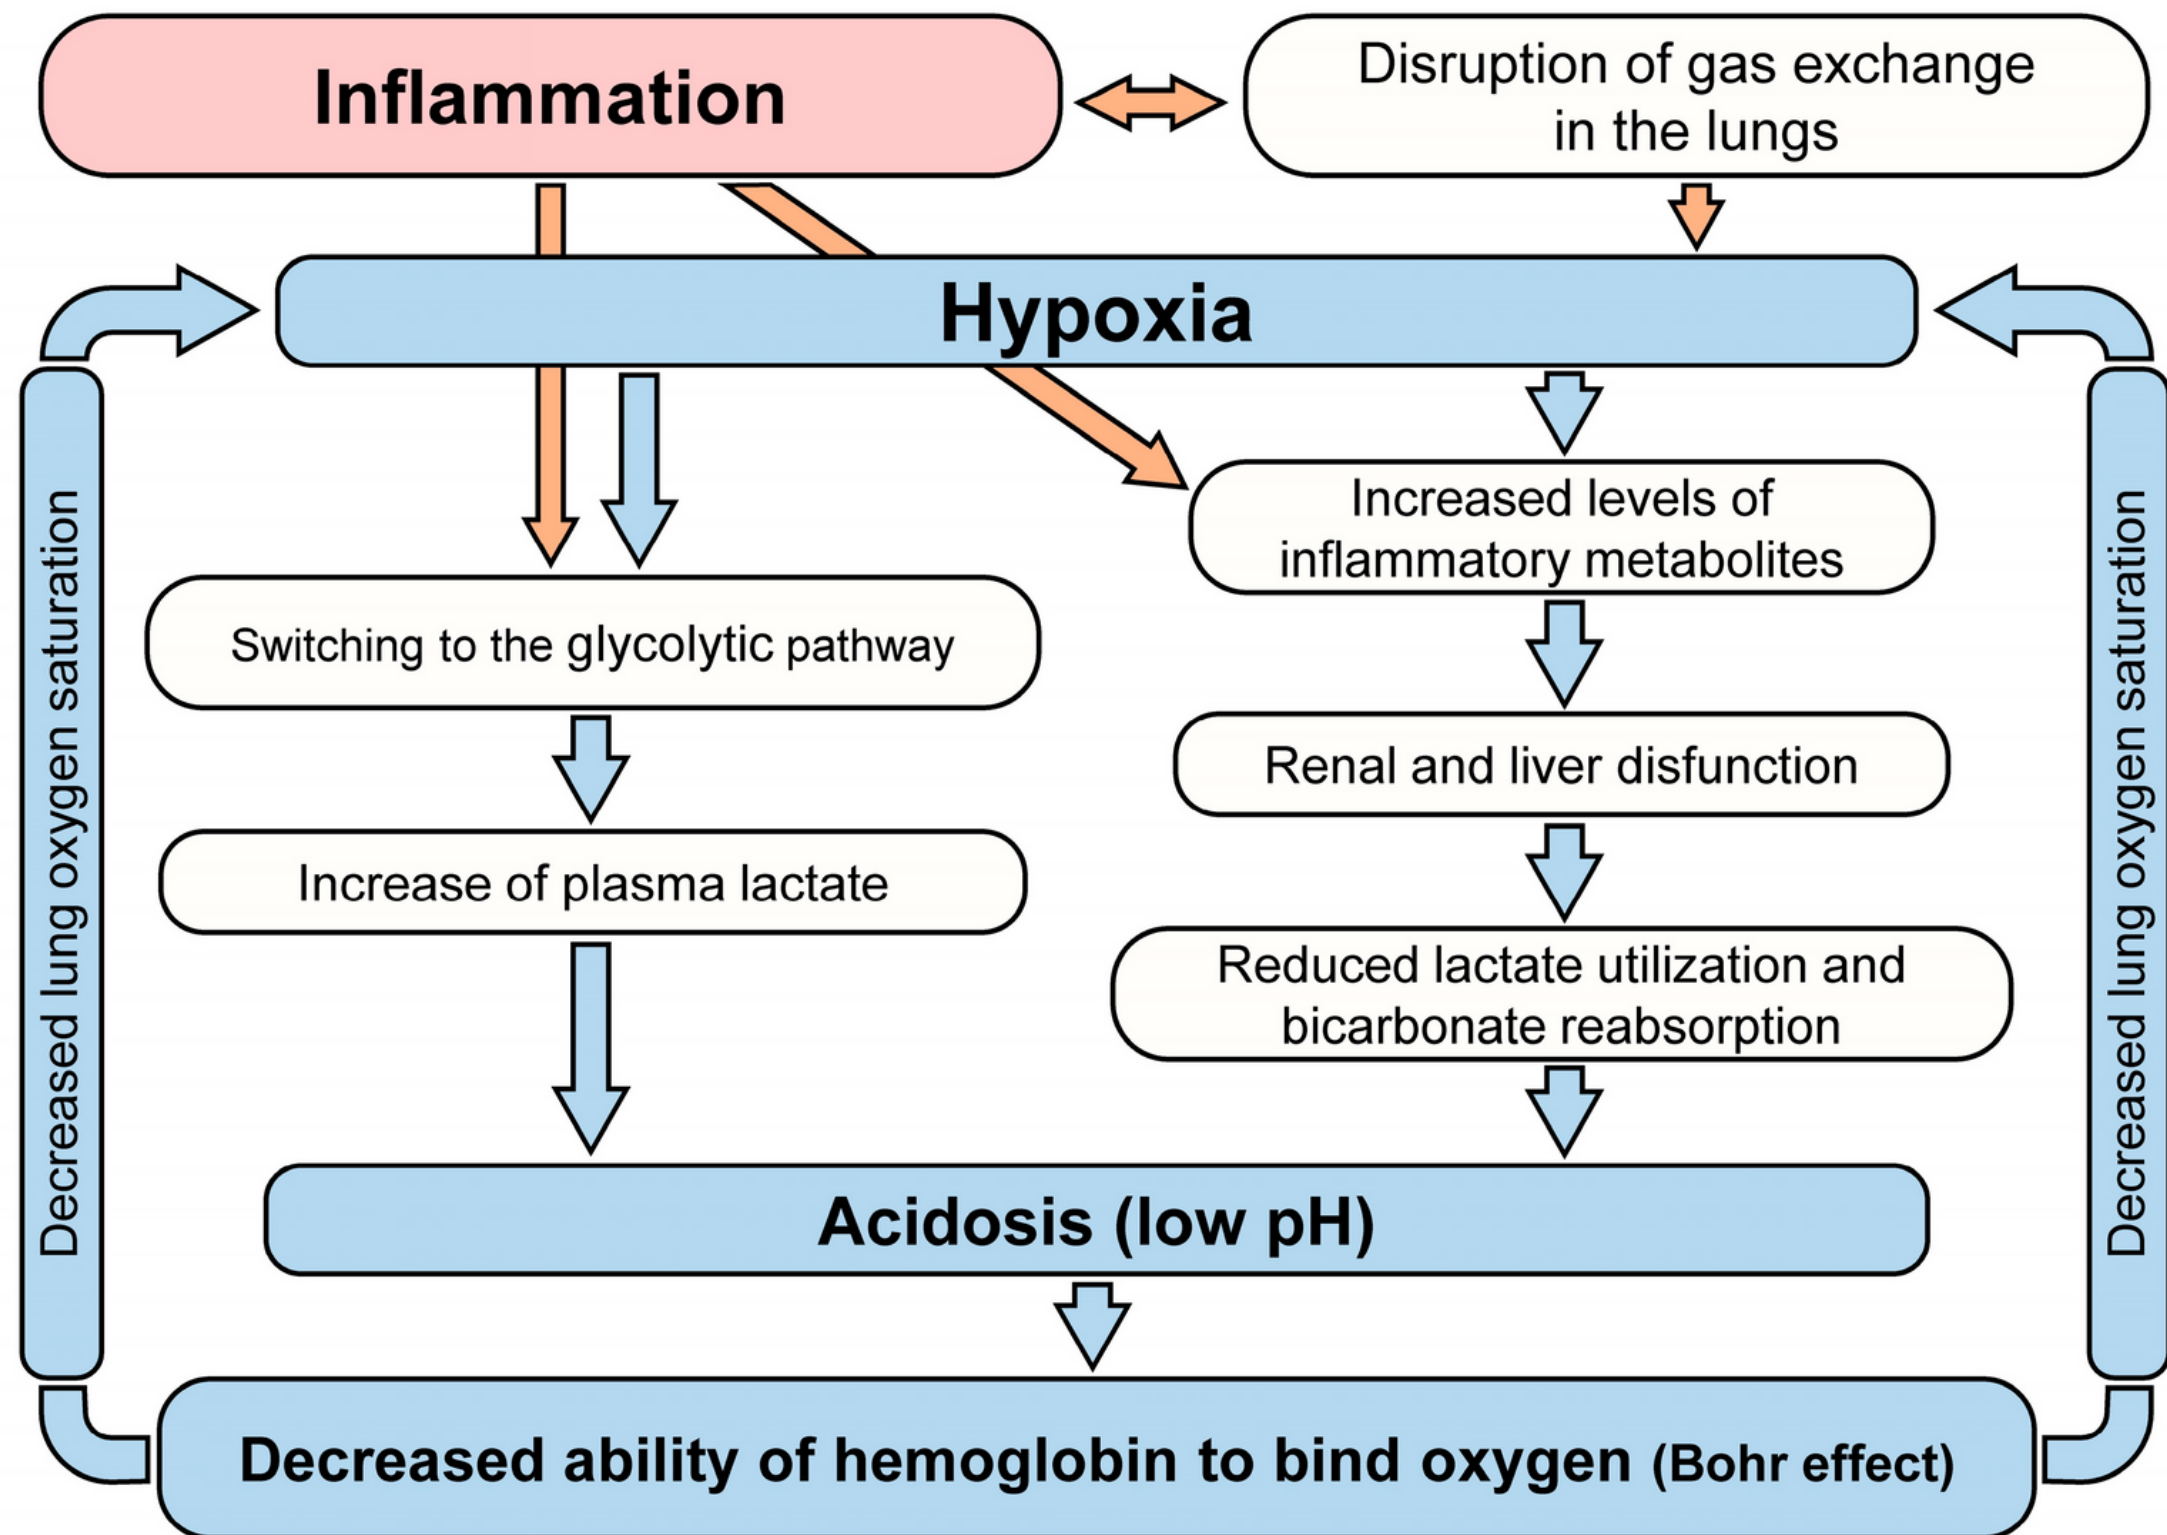 Inflammation
Disruption of gas exchange
in the lungs
Hypoxia
Decreased lung oxygen saturation
Increased levels of
inflammatory metabolites
Switching to the glycolytic pathway
Renal and liver disfunction
Increase of plasma lactate
Reduced lactate utilization and
bicarbonate reabsorption
Decreased lung oxygen saturation
Acidosis (low pH)
Decreased ability of hemoglobin to bind oxygen (Bohr effect)